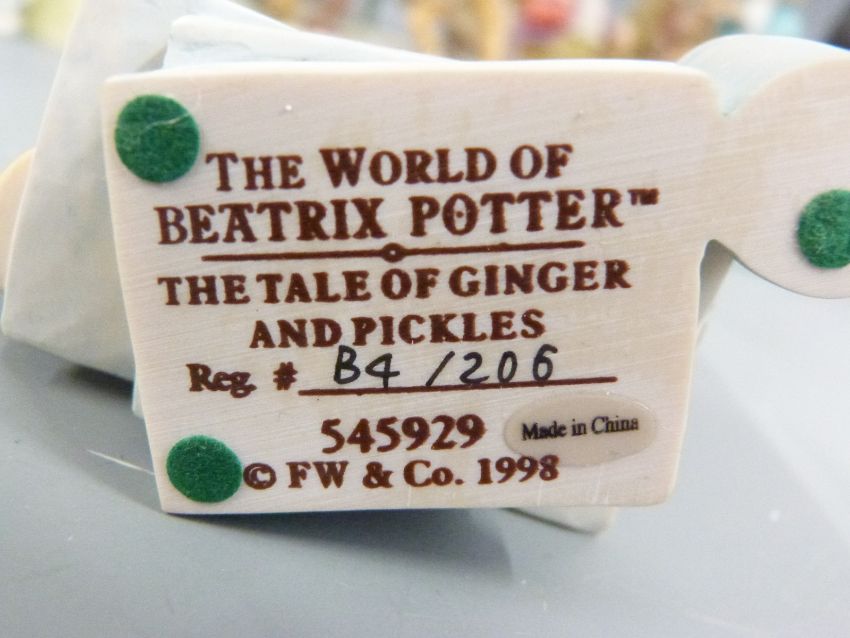 THE WORLD OF
BEATRIX POTTER™
THE TALE OF GINGER
AND PICKLES
Reg. # B4/206
545929
Made in China
© FW & Co. 1998